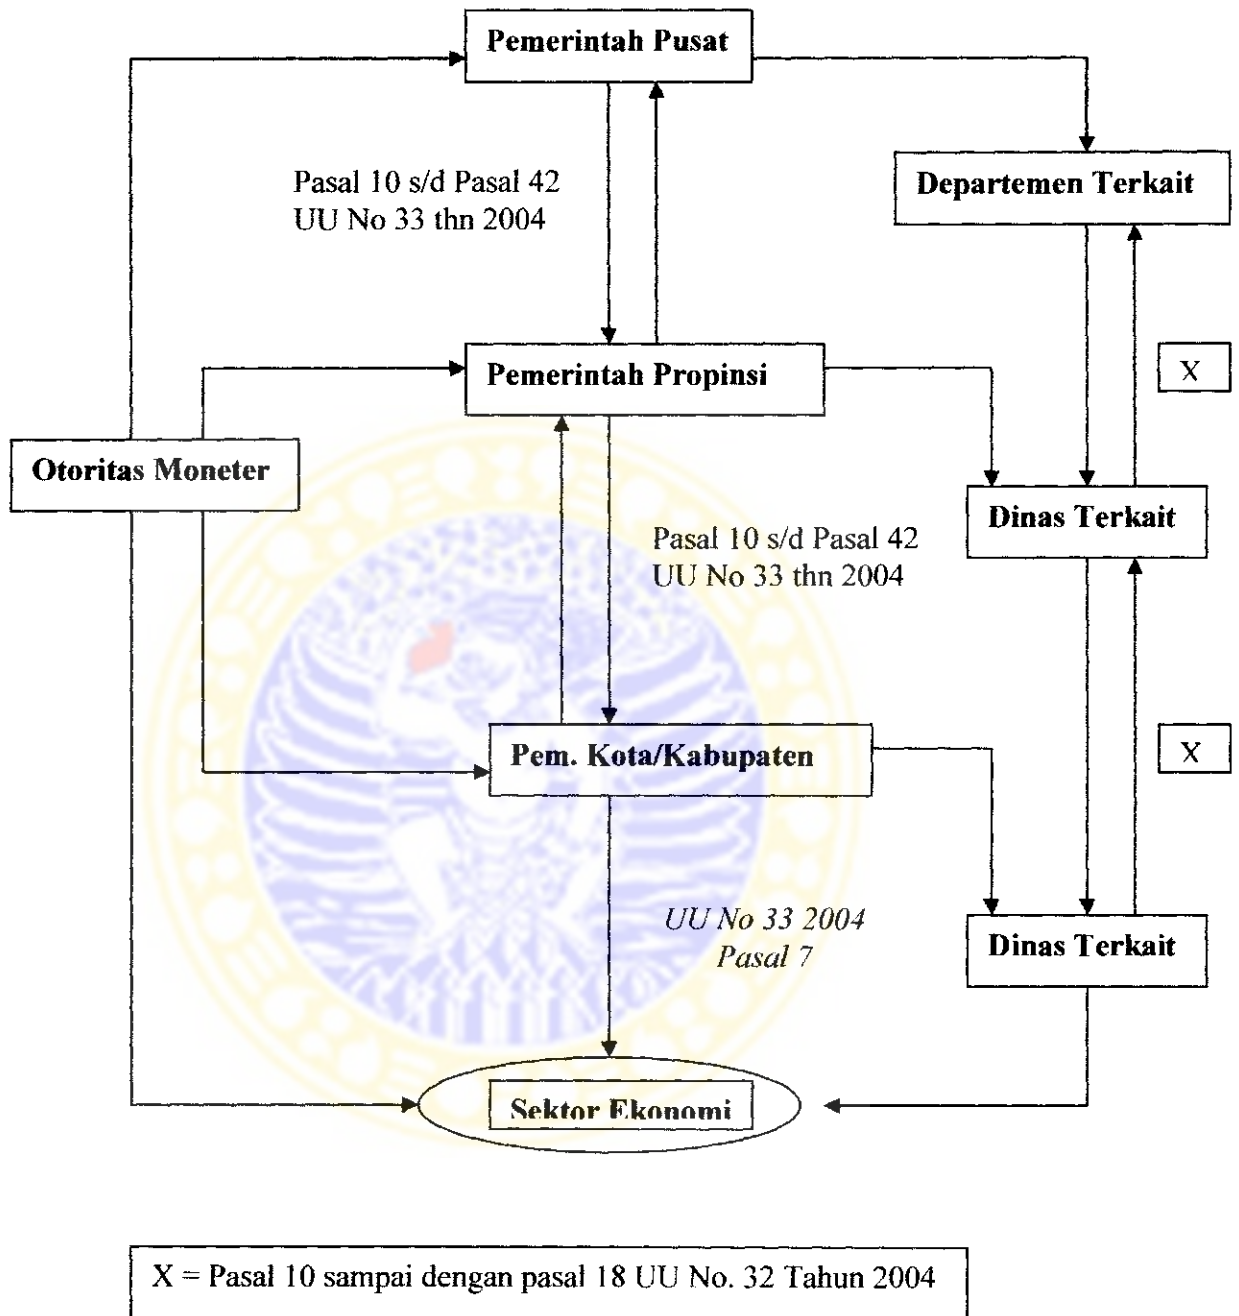 Pemerintah Pusat
Pasal 10 s/d Pasal 42
UU No 33 thn 2004
Departemen Terkait
X
Pemerintah Propinsi
Otoritas Moneter
Dinas Terkait
Pasal 10 s/d Pasal 42
UU No 33 thn 2004
Pem. Kota/Kabupaten
X
UU No 33 2004
Pasal 7
Dinas Terkait
Sektor Ekonomi
X = Pasal 10 sampai dengan pasal 18 UU No. 32 Tahun 2004